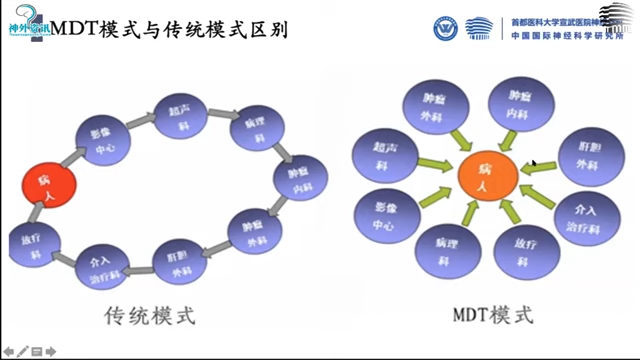 神外资讯
MDT模式与传统模式区别
首都医科大学宣武医院神经
中国国际神经科学研究所
影像
中心
超声
科
病理
科
肿瘤
内科
肿瘤
外科
肝胆
外科
介入
治疗科
放疗
科
病
人
传统模式
肿瘤
外科
肿瘤
内科
肝胆
外科
介入
治疗科
放疗
科
病理
科
影像
中心
超声
科
病
人
MDT模式